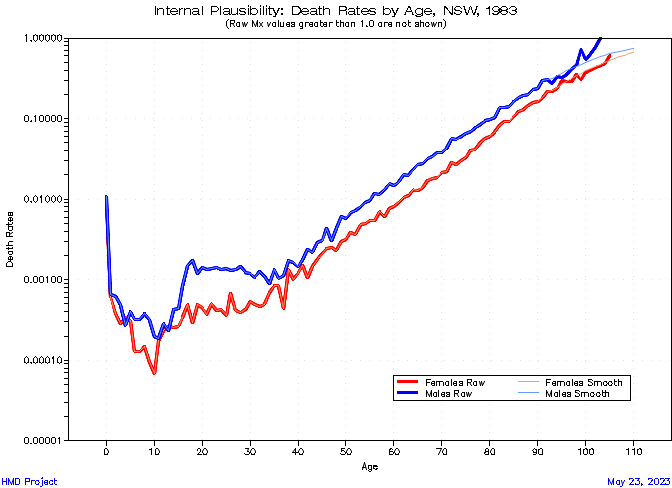 Internal Plausibility: Death Rates by Age, NSW, 1983
(Raw Mx values greater than 1.0 are not shown)
1.00000
0.10000
0.01000
0.00100
0.00010
0.00001
Death Rates
Females Raw
Females Smooth
Males Raw
Males Smooth
0 10 20 30 40 50 60 70 80 90 100 110
Age
HMD Project
May 23, 2023